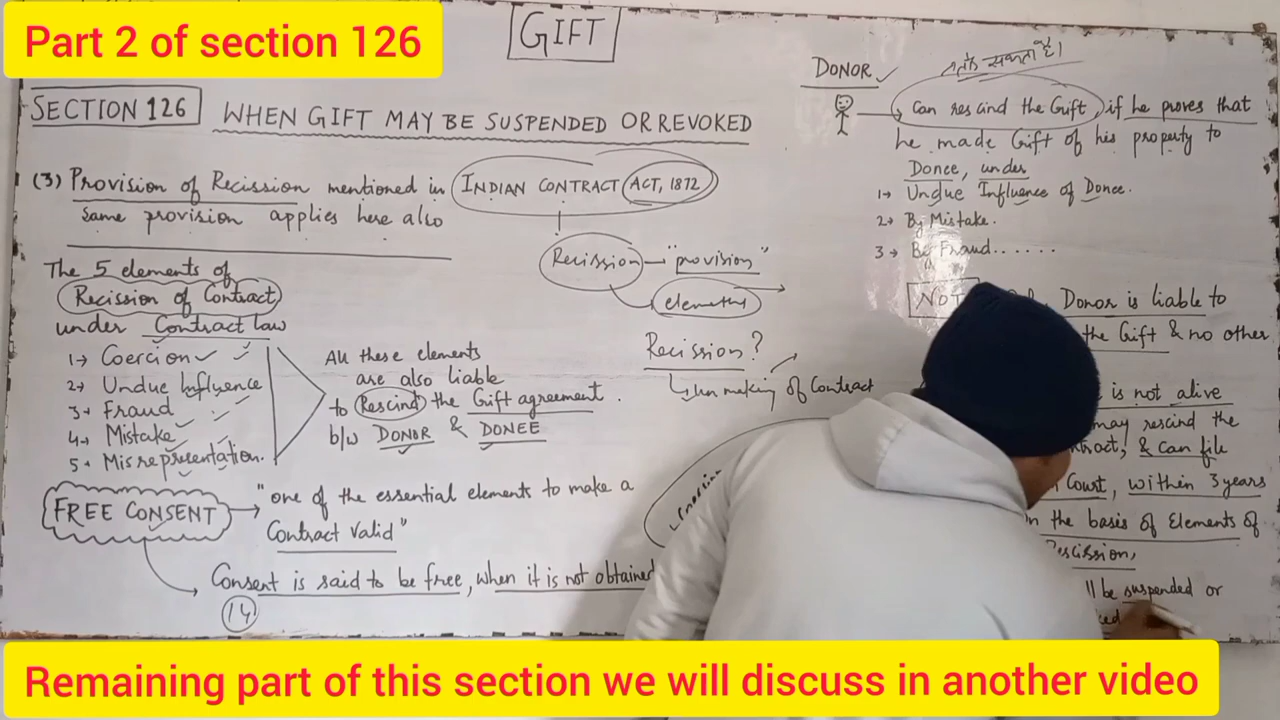 Part 2 of section 126
GIFT
SECTION 126
WHEN GIFT MAY BE SUSPENDED OR REVOKED
(3) Provision of Recission mentioned in INDIAN CONTRACT ACT, 1872
same provision applies here also
Recission — "provision"
elements
The 5 elements of
Recission of Contract
under Contract law
1→ Coercion
2→ Undue Influence
3→ Fraud
4→ Mistake
5→ Misrepresentation.
All these elements
are also liable
to Rescind the Gift agreement.
b/w DONOR & DONEE
Recission?
Un making of Contract
FREE CONSENT
"one of the essential elements to make a
Contract Valid"
Consent is said to be free, when it is not obtained
14
DONOR
सकता है।
can rescind the Gift, if he proves that
he made Gift of his property to
Donee, under
1→ Undue Influence of Donee.
2→ By Mistake.
3→ By Fraud......
Donor is liable to
the Gift & no other
is not alive
may rescind the
& can file
Court, within 3 years
the basis of Elements of
Rescission,
be suspended or
Remaining part of this section we will discuss in another video